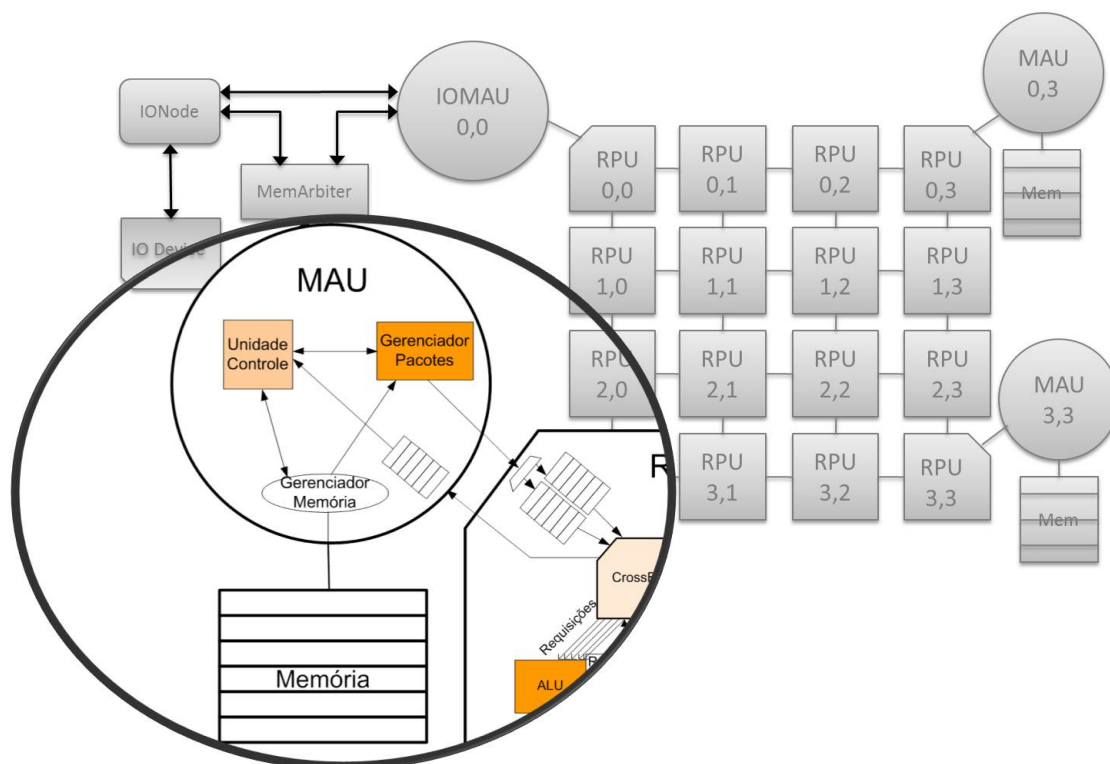 MAU
0,3
IONode
IOMAU
0,0
RPU
0,0
RPU
0,1
RPU
0,2
RPU
0,3
MemArbiter
Mem
IO Device
RPU
1,0
RPU
1,1
RPU
1,2
RPU
1,3
MAU
Unidade
Controle
Gerenciador
Pacotes
RPU
2,0
RPU
2,1
RPU
2,2
RPU
2,3
MAU
3,3
Gerenciador
Memória
RPU
3,1
RPU
3,2
RPU
3,3
Mem
Requisições
Memória
ALU